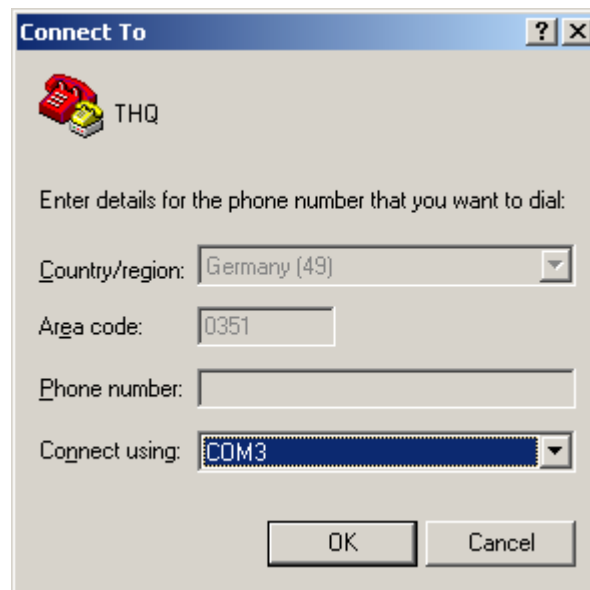 Connect To
THQ
Enter details for the phone number that you want to dial:
Country/region: Germany (49)
Area code: 0351
Phone number:
Connect using: COM3
OK Cancel